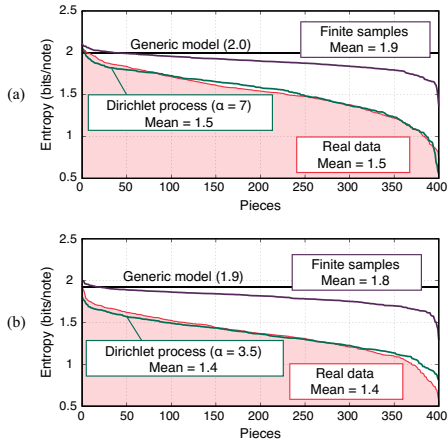 2.5
2
1.5
1
0.5
Entropy (bits/note)
(a)
Generic model (2.0)
Finite samples
Mean = 1.9
Dirichlet process (α = 7)
Mean = 1.5
Real data
Mean = 1.5
0 50 100 150 200 250 300 350 400
Pieces
2.5
2
1.5
1
0.5
Entropy (bits/note)
(b)
Generic model (1.9)
Finite samples
Mean = 1.8
Dirichlet process (α = 3.5)
Mean = 1.4
Real data
Mean = 1.4
0 50 100 150 200 250 300 350 400
Pieces